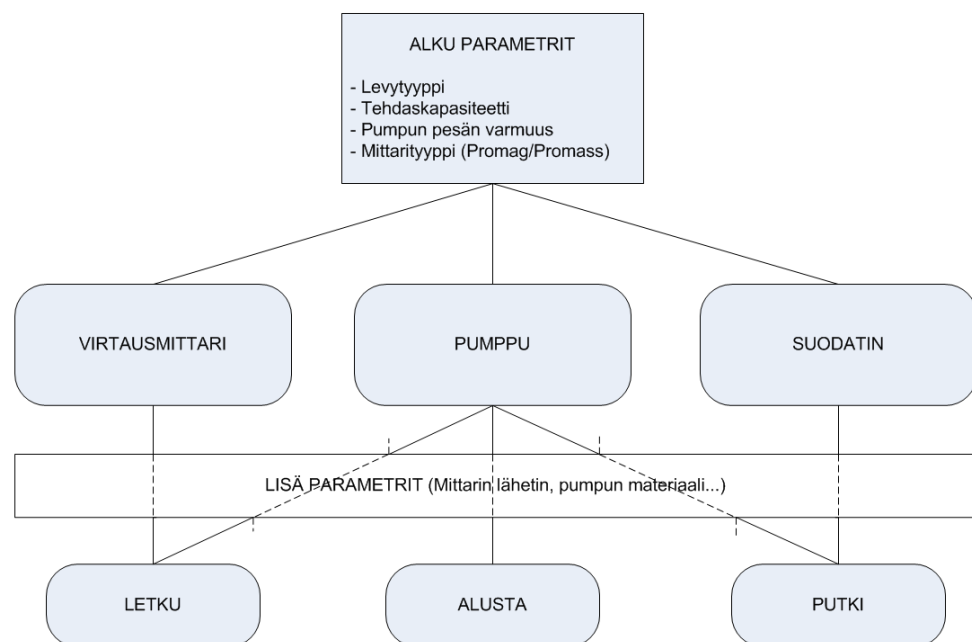 ALKU PARAMETRIT
- Levytyyppi
- Tehdaskapasiteetti
- Pumpun pesän varmuus
- Mittarityyppi (Promag/Promass)
VIRTAUSMITTARI
PUMPPU
SUODATIN
LISÄ PARAMETRIT (Mittarin lähetin, pumpun materiaali...)
LETKU
ALUSTA
PUTKI